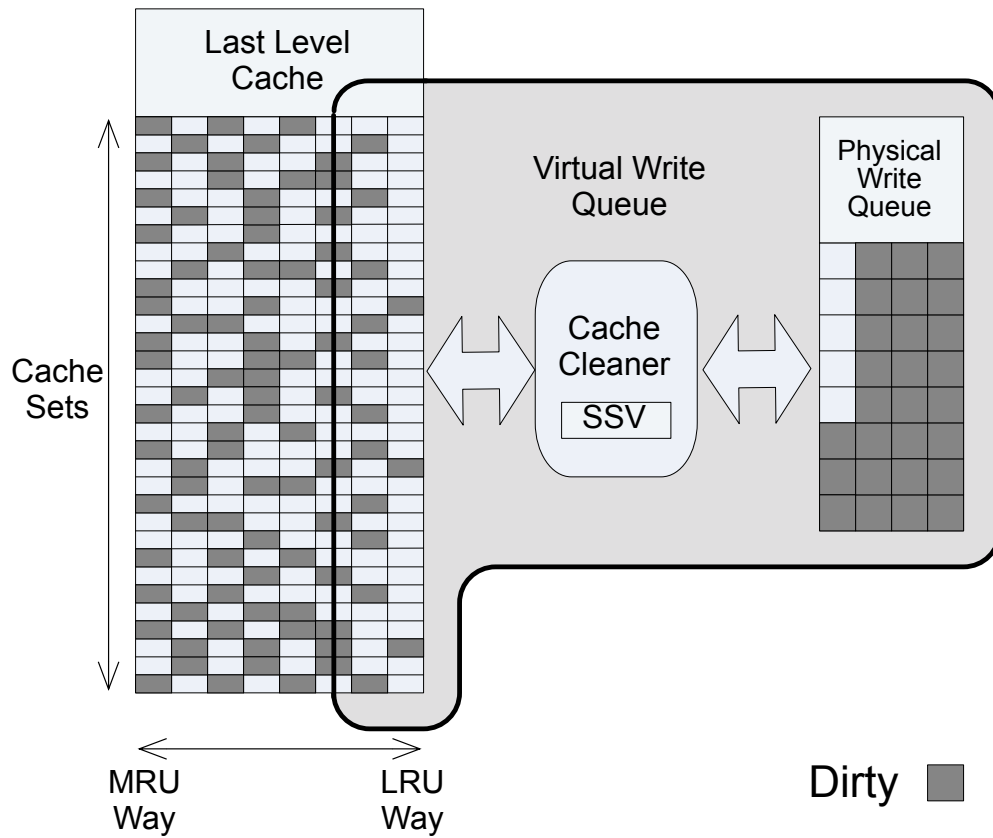 Last Level
Cache
Virtual Write
Queue
Physical
Write
Queue
Cache
Cleaner
SSV
Cache
Sets
MRU
Way
LRU
Way
Dirty